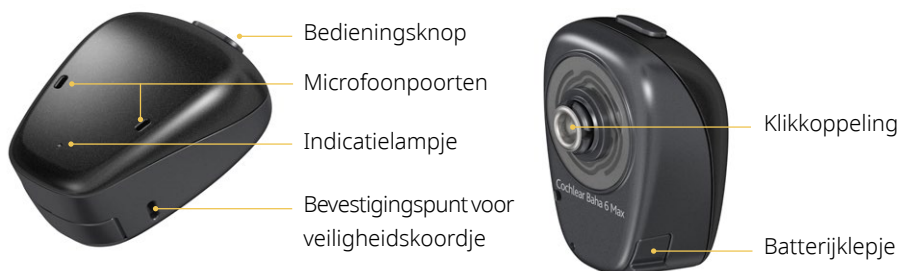 Bedieningsknop
Microfoonpoorten
Indicatielampje
Bevestigingspunt voor
veiligheidskoordje
Klikkoppeling
Cochlear Baha 6 Max
Batterijklepje